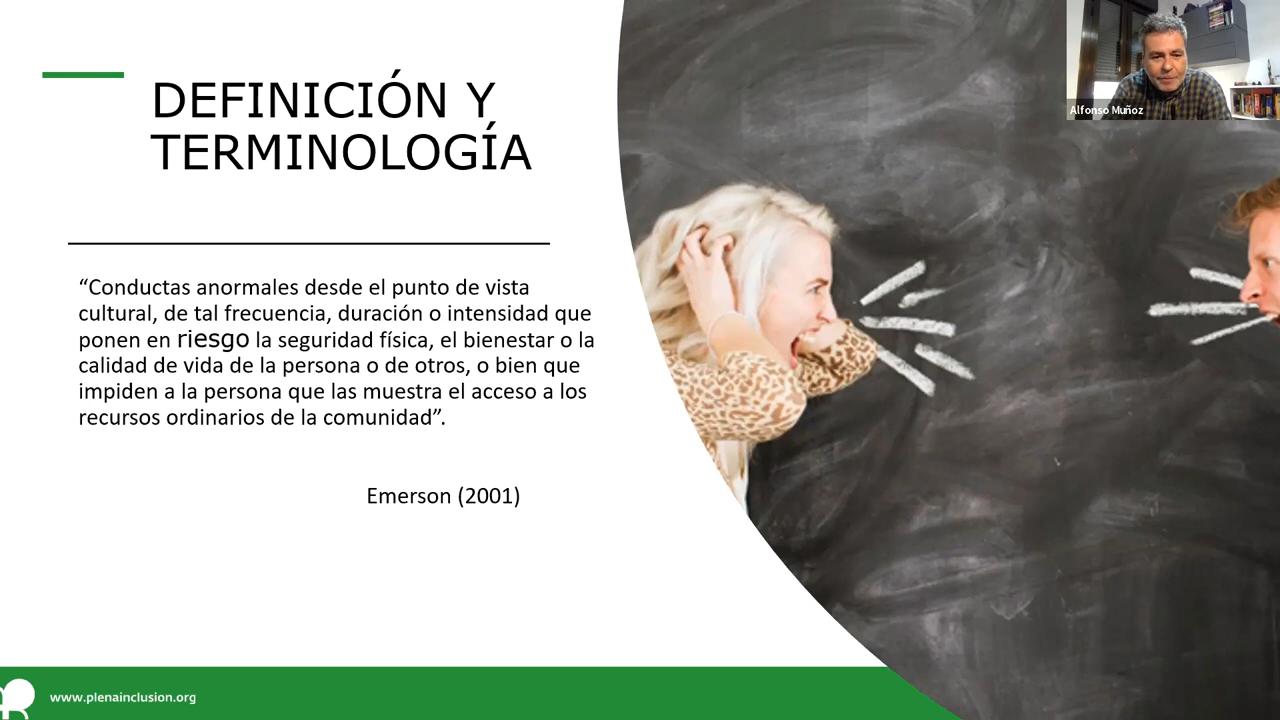 DEFINICIÓN Y
TERMINOLOGÍA
“Conductas anormales desde el punto de vista
cultural, de tal frecuencia, duración o intensidad que
ponen en riesgo la seguridad física, el bienestar o la
calidad de vida de la persona o de otros, o bien que
impiden a la persona que las muestra el acceso a los
recursos ordinarios de la comunidad”.
Emerson (2001)
Alfonso Muñoz
www.plenainclusion.org